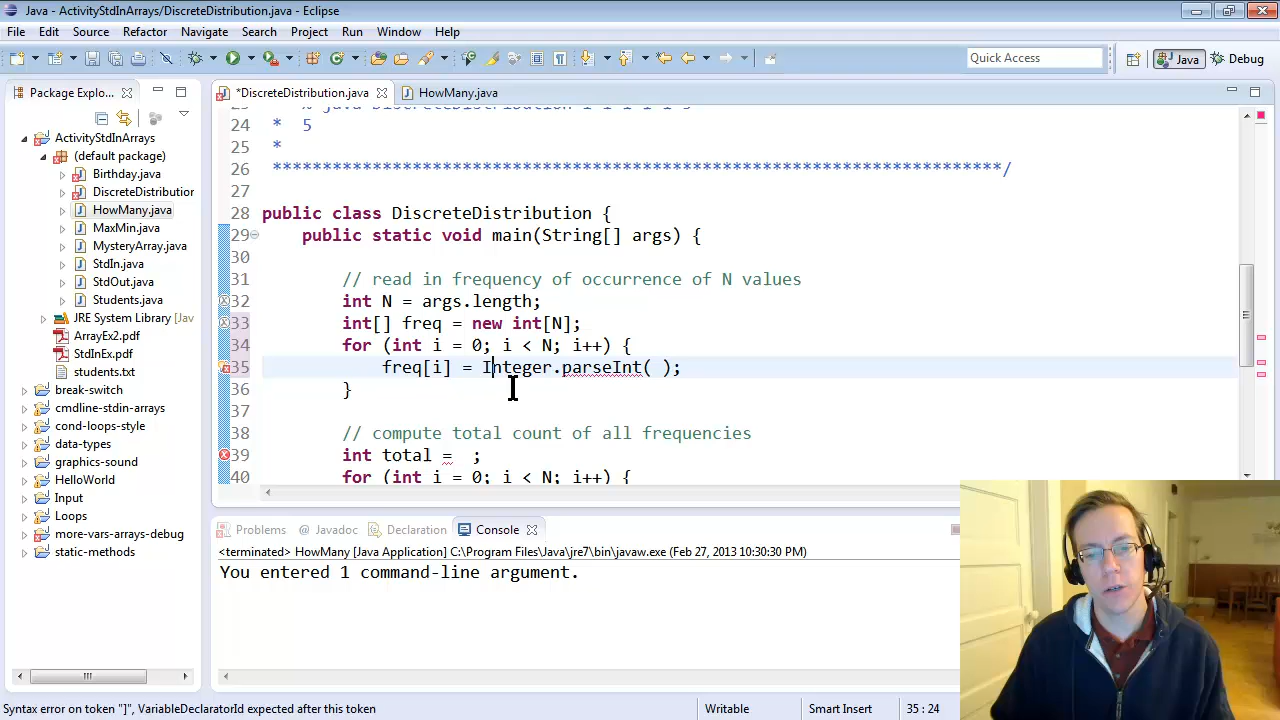 Java - ActivityStdInArrays/DiscreteDistribution.java - Eclipse
File Edit Source Refactor Navigate Search Project Run Window Help
Quick Access
Java
Debug
Package Explo...
*DiscreteDistribution.java
HowMany.java
ActivityStdInArrays
(default package)
Birthday.java
DiscreteDistribution
HowMany.java
MaxMin.java
MysteryArray.java
StdIn.java
StdOut.java
Students.java
JRE System Library [Jav
ArrayEx2.pdf
StdInEx.pdf
students.txt
break-switch
cmdline-stdin-arrays
cond-loops-style
data-types
graphics-sound
HelloWorld
Input
Loops
more-vars-arrays-debug
static-methods
24 * 5
25 *
26 *************************************************************************/
27
28 public class DiscreteDistribution {
29 public static void main(String[] args) {
30
31 // read in frequency of occurrence of N values
32 int N = args.length;
33 int[] freq = new int[N];
34 for (int i = 0; i < N; i++) {
35 freq[i] = Integer.parseInt( );
36 }
37
38 // compute total count of all frequencies
39 int total = ;
40 for (int i = 0; i < N; i++) {
Problems @ Javadoc Declaration Console
<terminated> HowMany [Java Application] C:\Program Files\Java\jre7\bin\javaw.exe (Feb 27, 2013 10:30:30 PM)
You entered 1 command-line argument.
Syntax error on token "]", VariableDeclaratorId expected after this token
Writable
Smart Insert
35 : 24